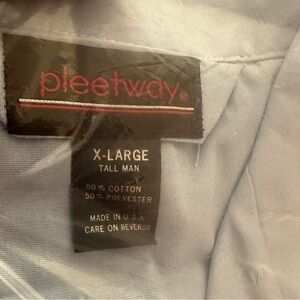 pleetway®
X-LARGE
TALL MAN
50% COTTON
50% POLYESTER
MADE IN U.S.A
CARE ON REVERSE